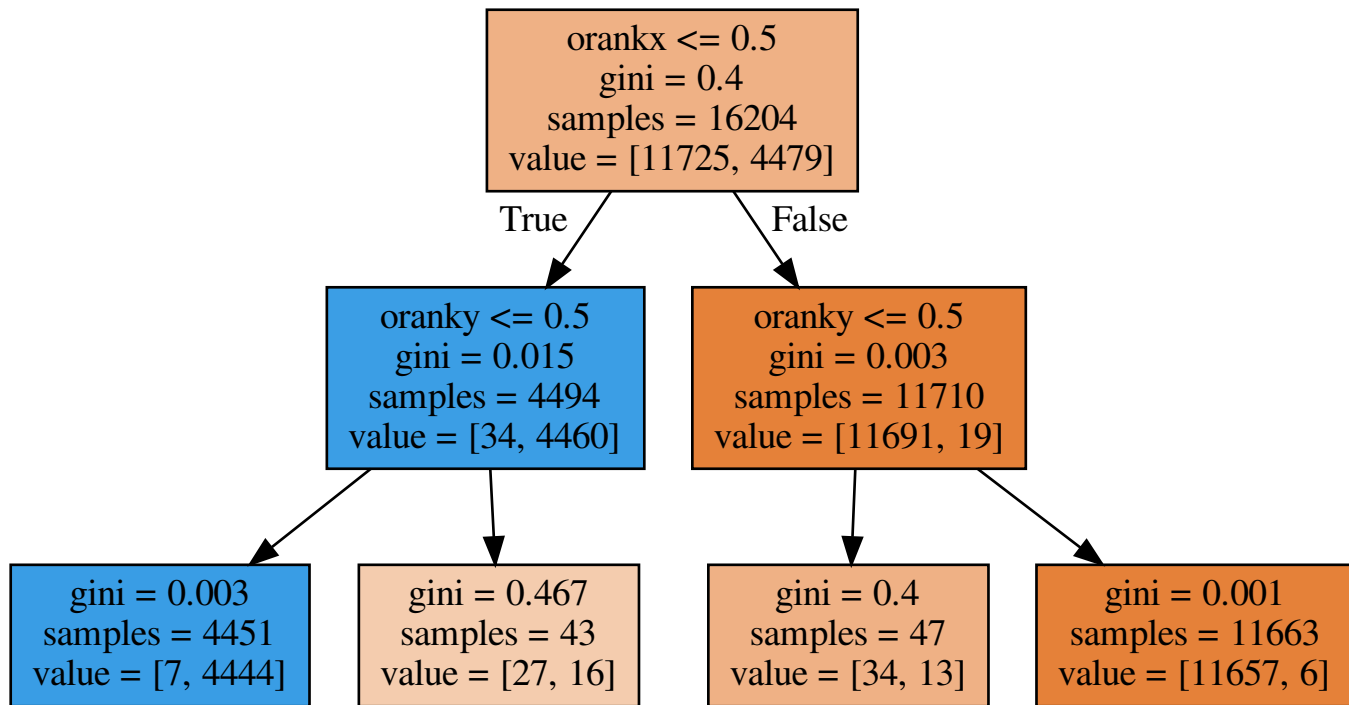 orankx <= 0.5
gini = 0.4
samples = 16204
value = [11725, 4479]
True
False
oranky <= 0.5
gini = 0.015
samples = 4494
value = [34, 4460]
oranky <= 0.5
gini = 0.003
samples = 11710
value = [11691, 19]
gini = 0.003
samples = 4451
value = [7, 4444]
gini = 0.467
samples = 43
value = [27, 16]
gini = 0.4
samples = 47
value = [34, 13]
gini = 0.001
samples = 11663
value = [11657, 6]